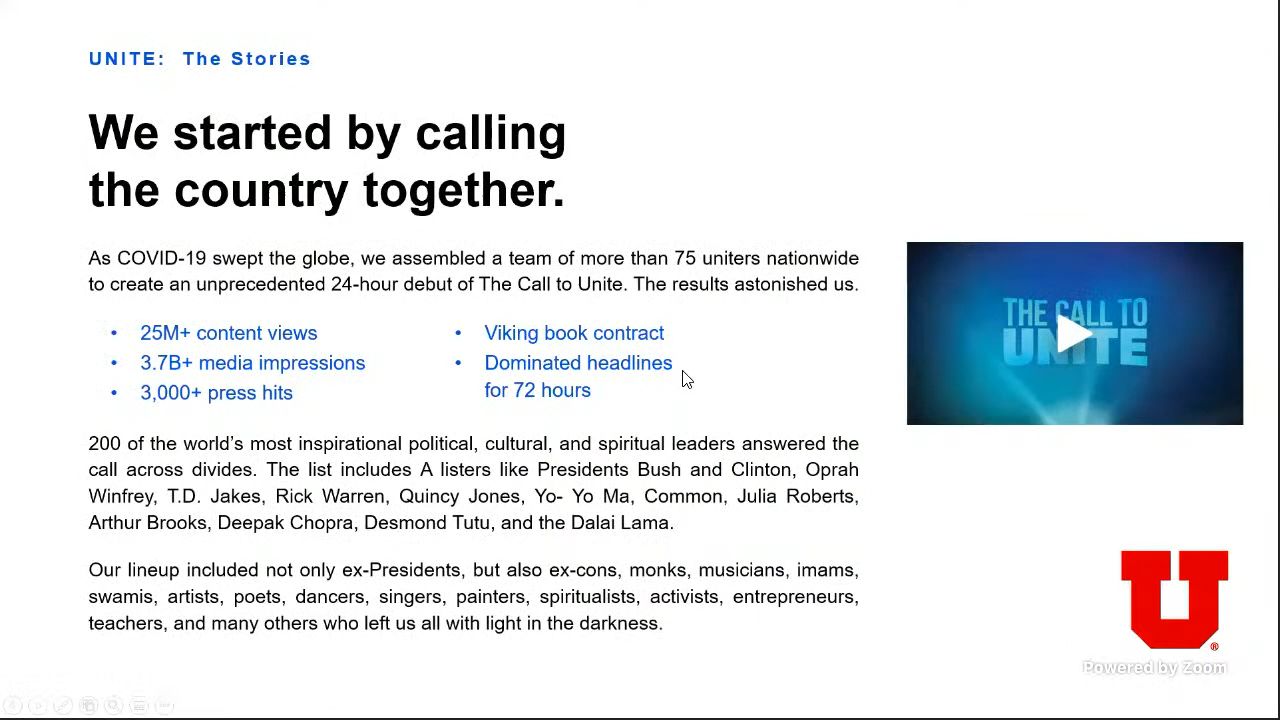 UNITE: The Stories
We started by calling
the country together.
As COVID-19 swept the globe, we assembled a team of more than 75 uniters nationwide
to create an unprecedented 24-hour debut of The Call to Unite. The results astonished us.
• 25M+ content views
• 3.7B+ media impressions
• 3,000+ press hits
• Viking book contract
• Dominated headlines
for 72 hours
THE CALL TO
UNITE
200 of the world's most inspirational political, cultural, and spiritual leaders answered the
call across divides. The list includes A listers like Presidents Bush and Clinton, Oprah
Winfrey, T.D. Jakes, Rick Warren, Quincy Jones, Yo- Yo Ma, Common, Julia Roberts,
Arthur Brooks, Deepak Chopra, Desmond Tutu, and the Dalai Lama.
Our lineup included not only ex-Presidents, but also ex-cons, monks, musicians, imams,
swamis, artists, poets, dancers, singers, painters, spiritualists, activists, entrepreneurs,
teachers, and many others who left us all with light in the darkness.
U®
Powered by Zoom